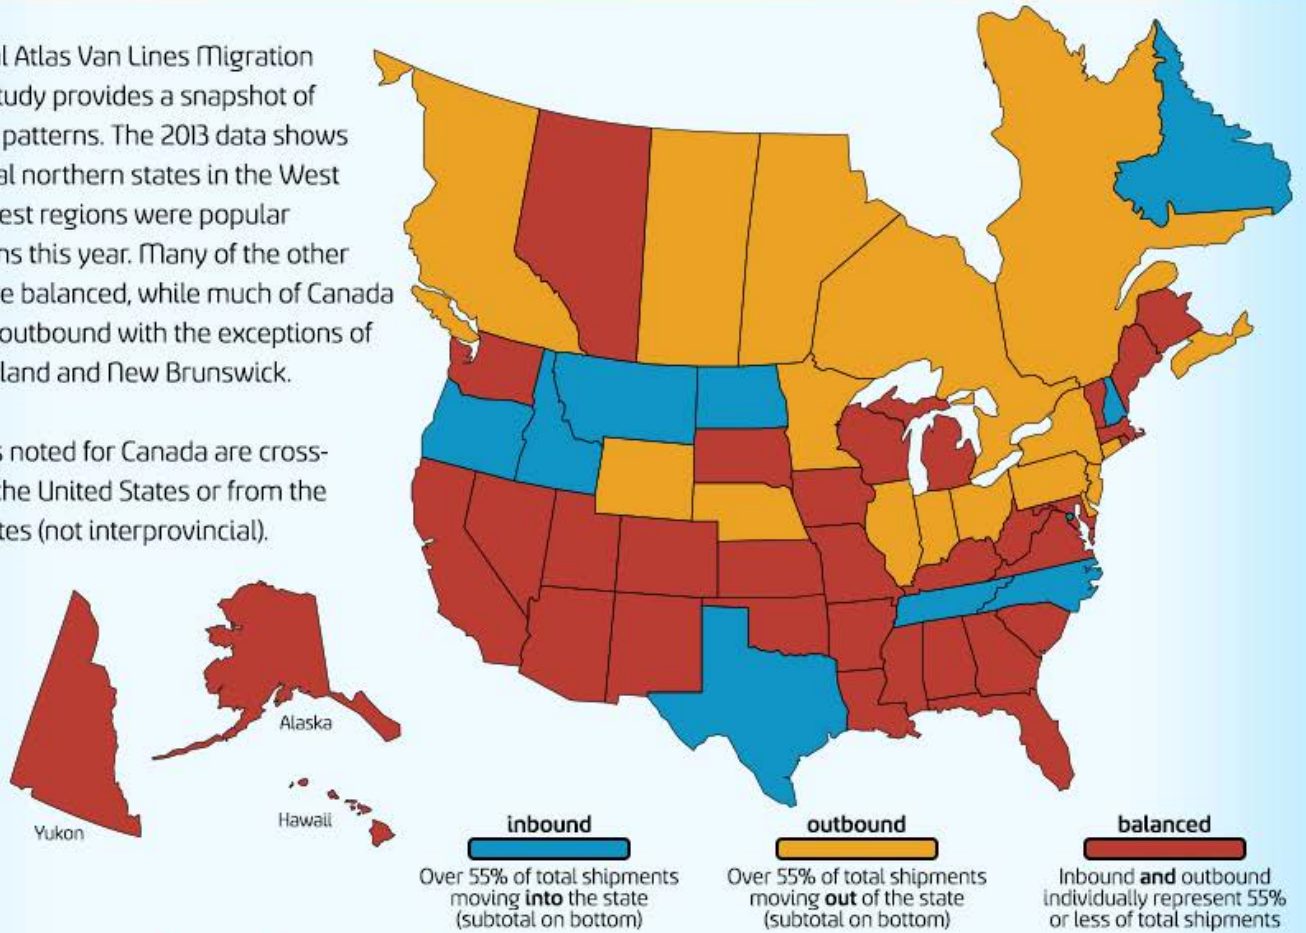 l Atlas Van Lines Migration
tudy provides a snapshot of
patterns. The 2013 data shows
al northern states in the West
est regions were popular
ns this year. Many of the other
e balanced, while much of Canada
outbound with the exceptions of
land and New Brunswick.
s noted for Canada are cross-
the United States or from the
tes (not interprovincial).
Alaska
Hawaii
Yukon
inbound
Over 55% of total shipments
moving into the state
(subtotal on bottom)
outbound
Over 55% of total shipments
moving out of the state
(subtotal on bottom)
balanced
Inbound and outbound
individually represent 55%
or less of total shipments